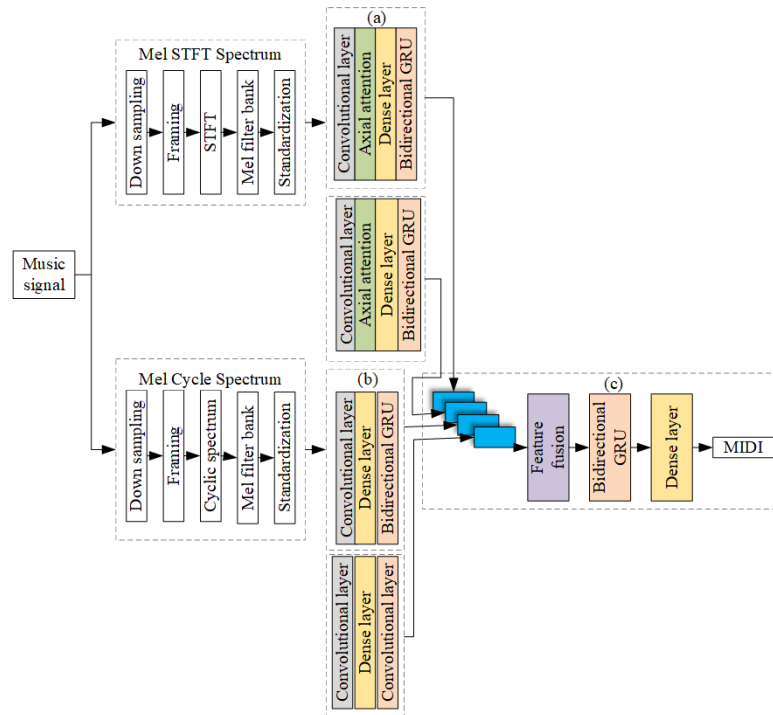 Music
signal
Mel STFT Spectrum
Down sampling
Framing
STFT
Mel filter bank
Standardization
(a)
Convolutional layer
Axial attention
Dense layer
Bidirectional GRU
Convolutional layer
Axial attention
Dense layer
Bidirectional GRU
Mel Cycle Spectrum
Down sampling
Framing
Cyclic spectrum
Mel filter bank
Standardization
(b)
Convolutional layer
Dense layer
Bidirectional GRU
Convolutional layer
Dense layer
Convolutional layer
(c)
Feature
fusion
Bidirectional
GRU
Dense layer
MIDI